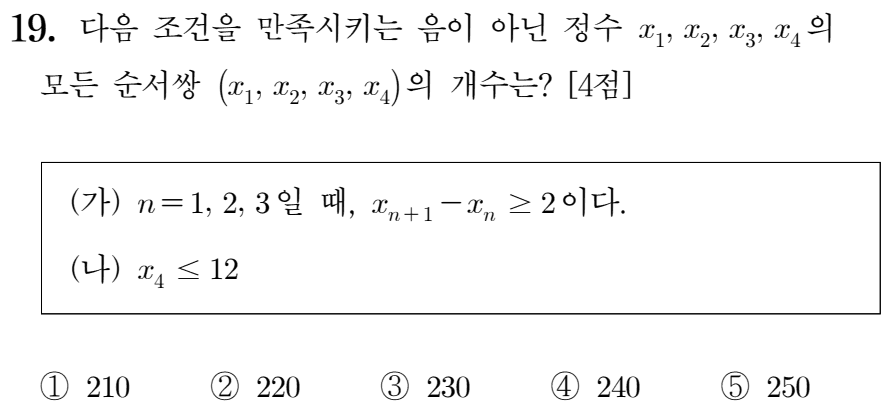 19. 다음 조건을 만족시키는 음이 아닌 정수 x₁, x₂, x₃, x₄의
모든 순서쌍 (x₁, x₂, x₃, x₄)의 개수는? [4점]
(가) n=1, 2, 3일 때, xₙ₊₁−xₙ ≥ 2이다.
(나) x₄ ≤ 12
① 210 ② 220 ③ 230 ④ 240 ⑤ 250